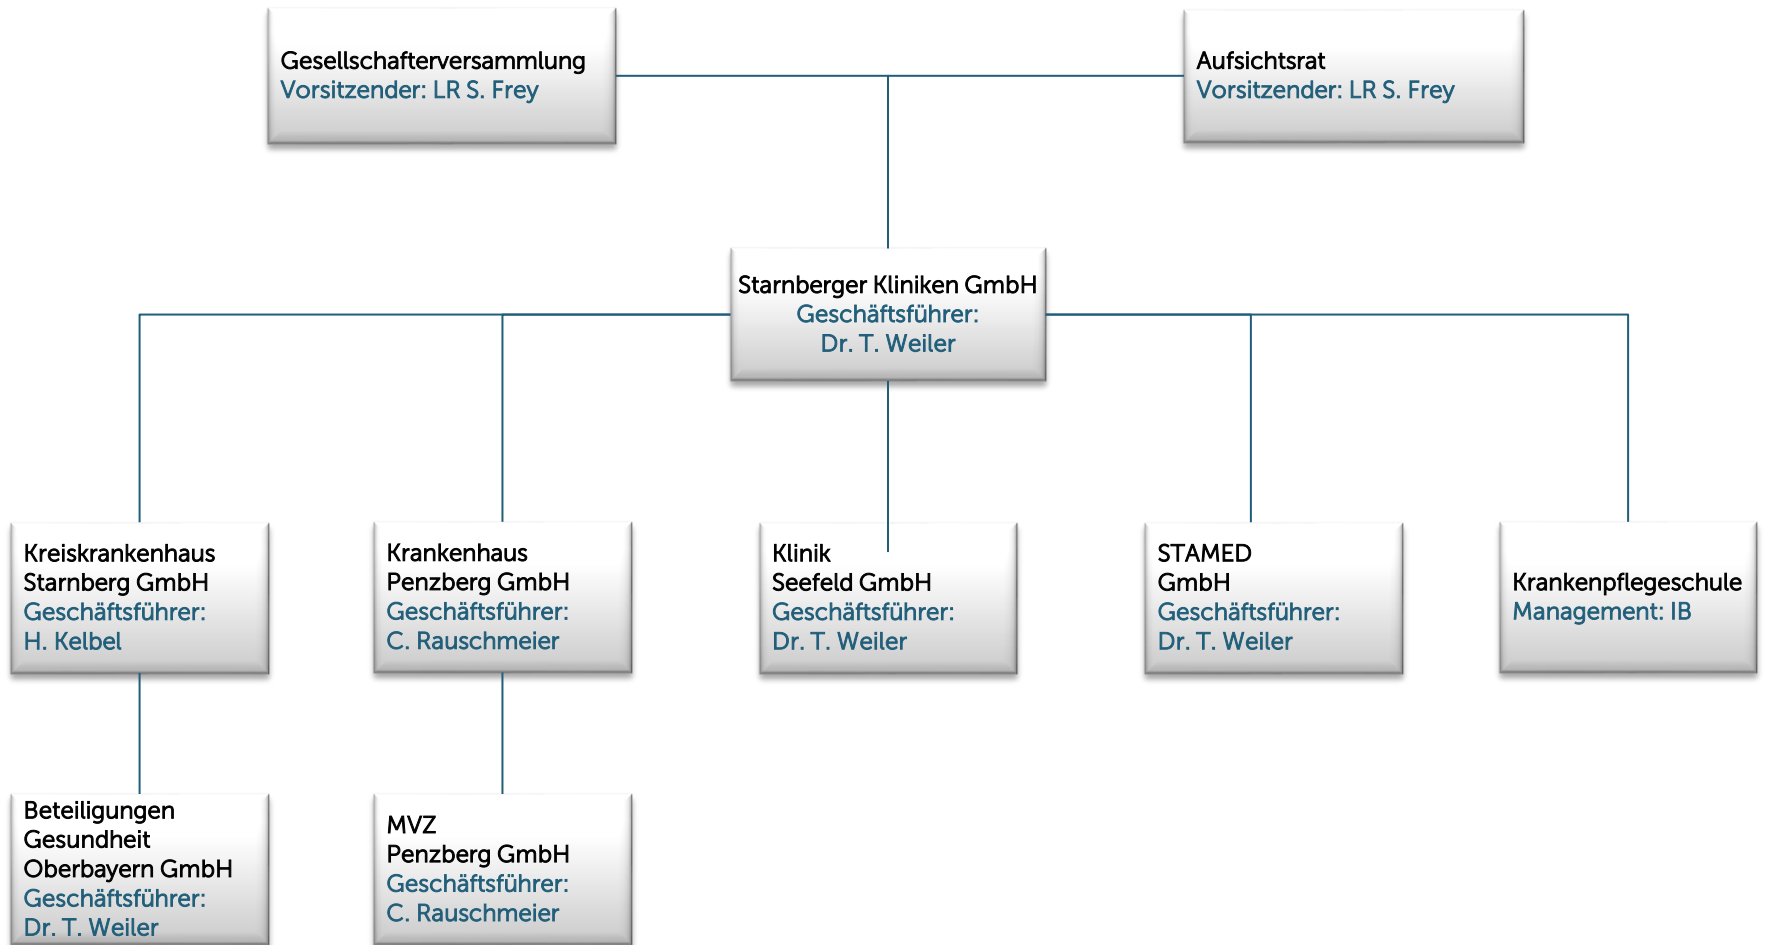 Gesellschafterversammlung
Vorsitzender: LR S. Frey
Aufsichtsrat
Vorsitzender: LR S. Frey
Starnberger Kliniken GmbH
Geschäftsführer:
Dr. T. Weiler
Kreiskrankenhaus
Starnberg GmbH
Geschäftsführer:
H. Kelbel
Krankenhaus
Penzberg GmbH
Geschäftsführer:
C. Rauschmeier
Klinik
Seefeld GmbH
Geschäftsführer:
Dr. T. Weiler
STAMED
GmbH
Geschäftsführer:
Dr. T. Weiler
Krankenpflegeschule
Management: IB
Beteiligungen
Gesundheit
Oberbayern GmbH
Geschäftsführer:
Dr. T. Weiler
MVZ
Penzberg GmbH
Geschäftsführer:
C. Rauschmeier